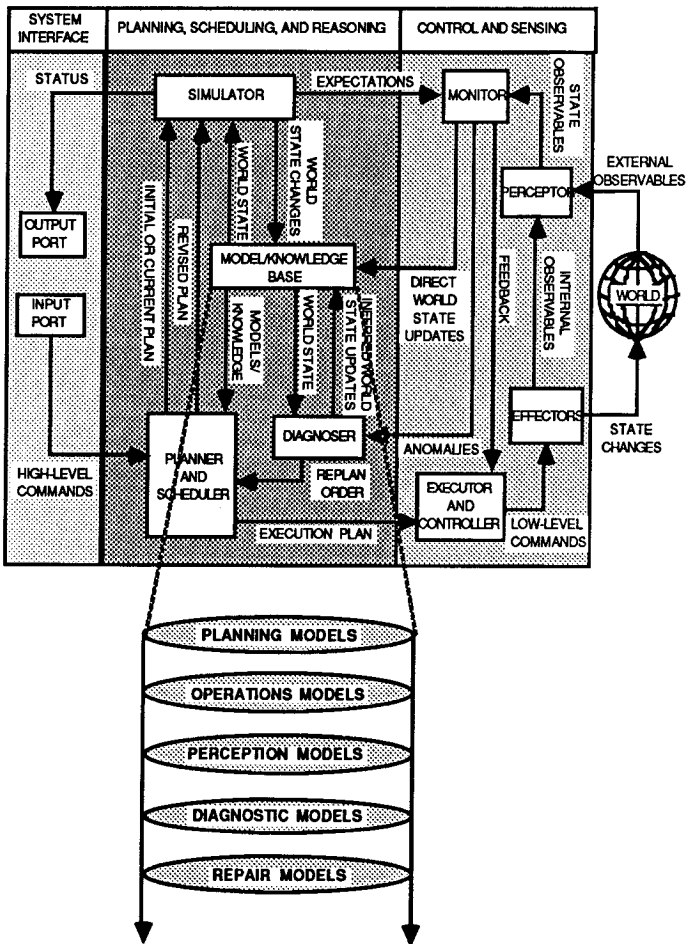 SYSTEM
INTERFACE
PLANNING, SCHEDULING, AND REASONING
CONTROL AND SENSING
STATUS
SIMULATOR
EXPECTATIONS
MONITOR
STATE
OBSERVABLES
EXTERNAL
OBSERVABLES
PERCEPTOR
WORLD STATE
WORLD
STATE CHANGES
INITIAL OR CURRENT PLAN
REVISED PLAN
OUTPUT
PORT
MODEL/KNOWLEDGE
BASE
INPUT
PORT
DIRECT
WORLD
STATE
UPDATES
FEEDBACK
INTERNAL
OBSERVABLES
WORLD
MODELS/
KNOWLEDGE
WORLD STATE
INFERRED WORLD
STATE UPDATES
EFFECTORS
STATE
CHANGES
DIAGNOSER
ANOMALIES
HIGH-LEVEL
COMMANDS
PLANNER
AND
SCHEDULER
REPLAN
ORDER
EXECUTOR
AND
CONTROLLER
EXECUTION PLAN
LOW-LEVEL
COMMANDS
PLANNING MODELS
OPERATIONS MODELS
PERCEPTION MODELS
DIAGNOSTIC MODELS
REPAIR MODELS